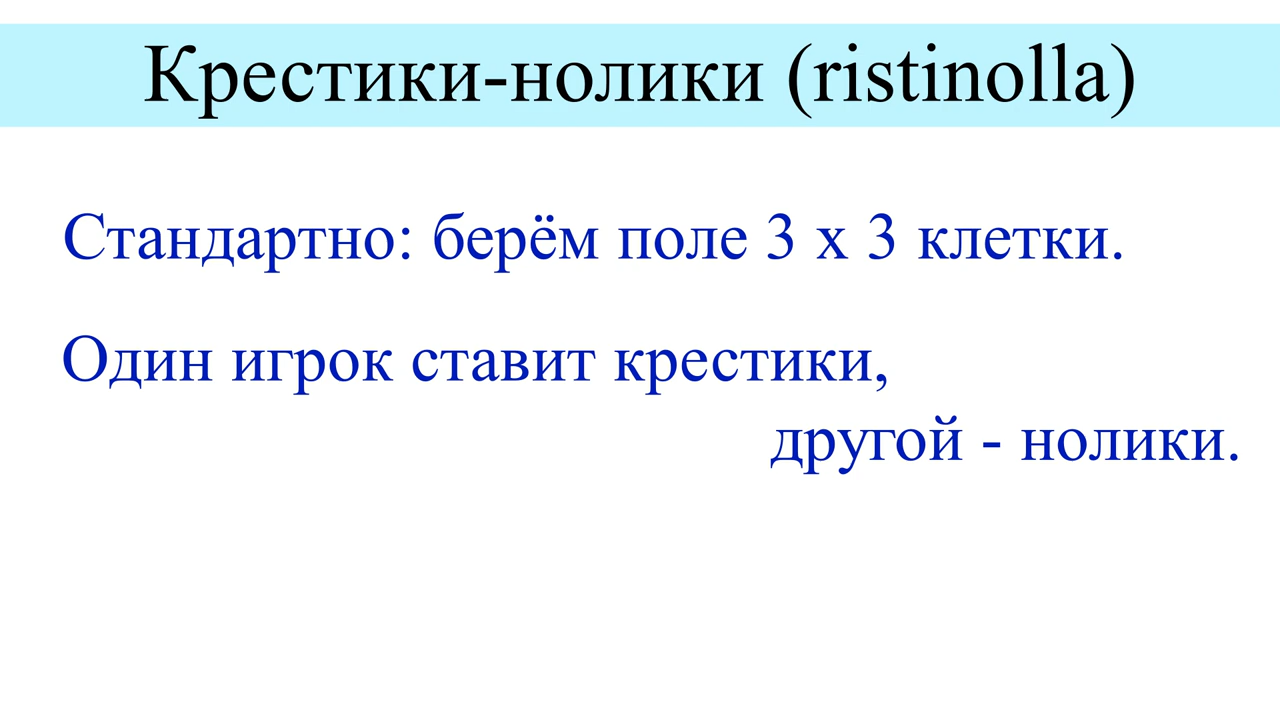 Крестики-нолики (ristinolla)
Стандартно: берём поле 3 х 3 клетки.
Один игрок ставит крестики,
другой - нолики.